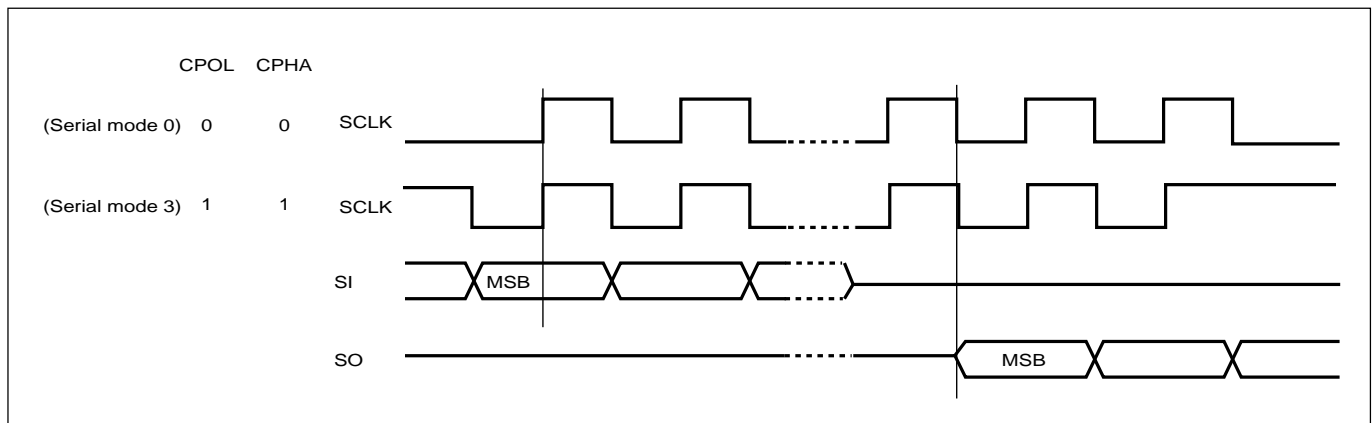 CPOL CPHA
(Serial mode 0) 0 0 SCLK
(Serial mode 3) 1 1 SCLK
SI MSB
SO MSB